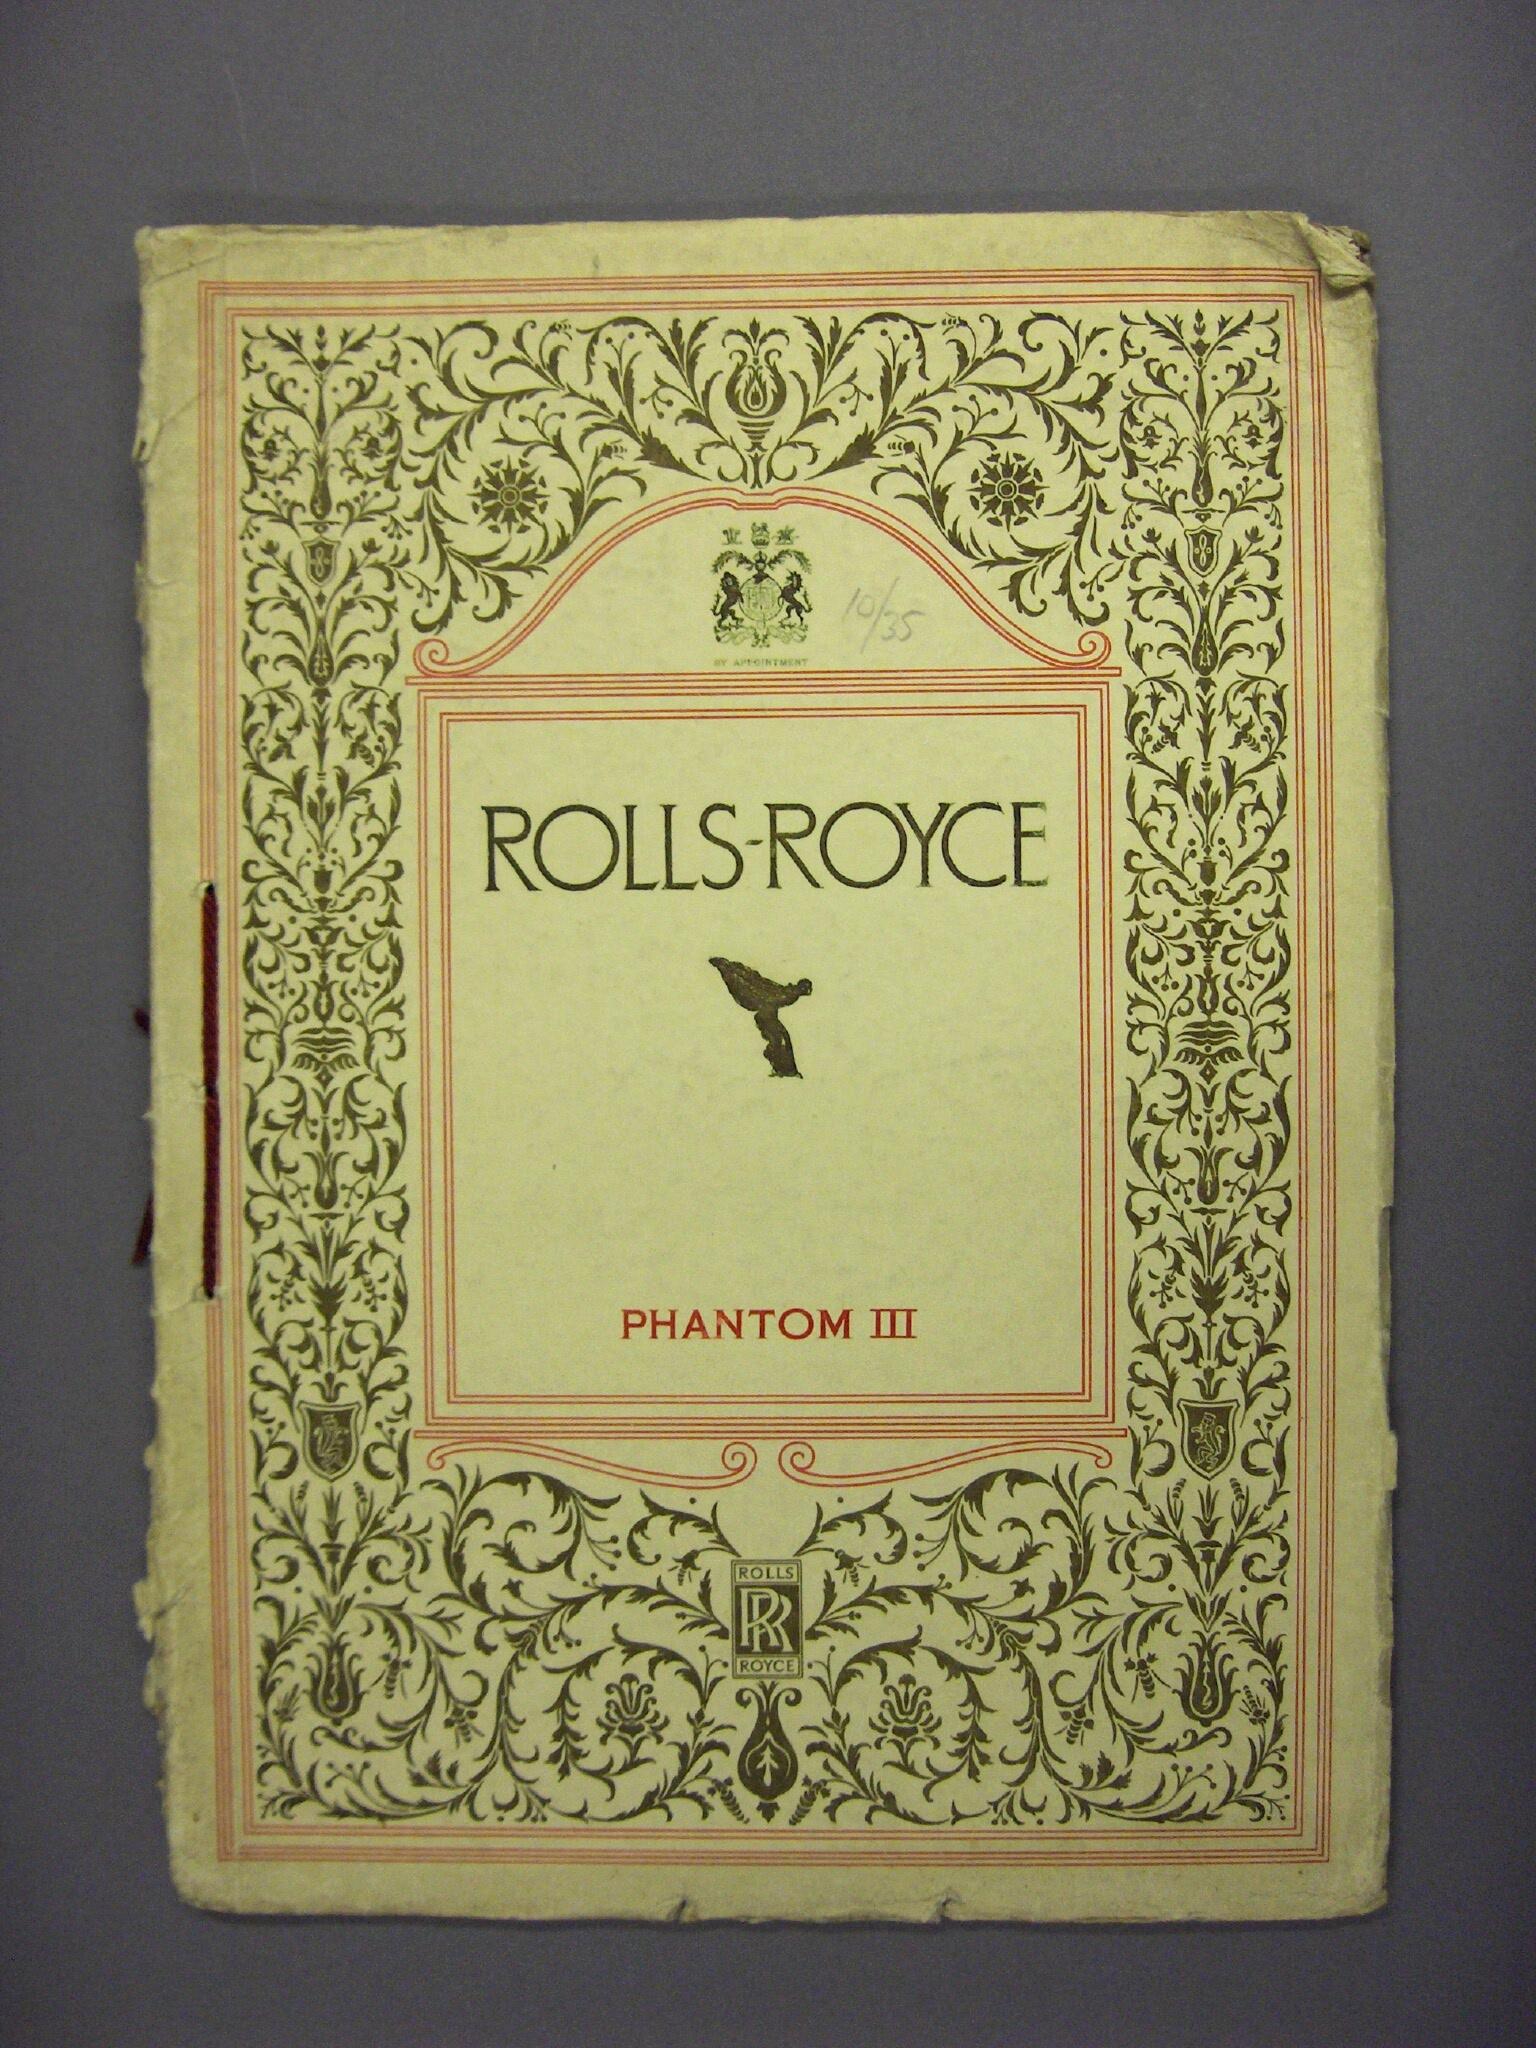 10/35
BY APPOINTMENT
ROLLS-ROYCE
PHANTOM III
ROLLS
RR
ROYCE